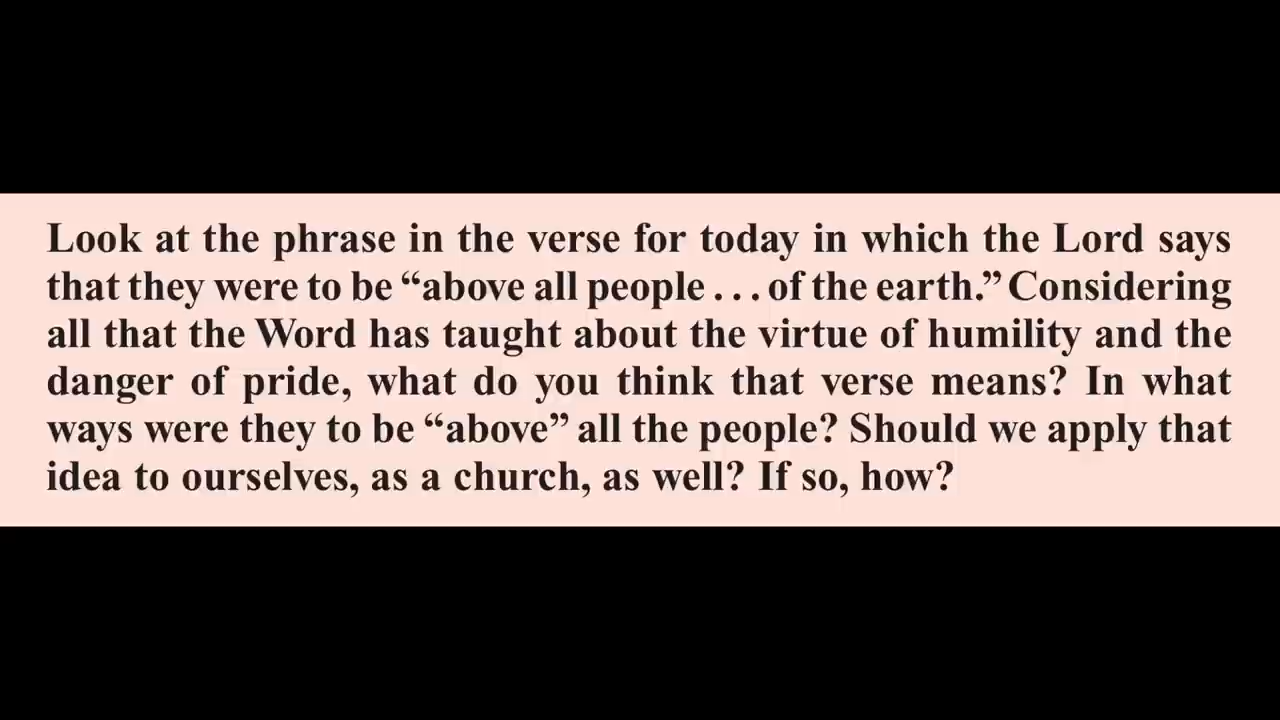 Look at the phrase in the verse for today in which the Lord says
that they were to be “above all people . . . of the earth.” Considering
all that the Word has taught about the virtue of humility and the
danger of pride, what do you think that verse means? In what
ways were they to be “above” all the people? Should we apply that
idea to ourselves, as a church, as well? If so, how?